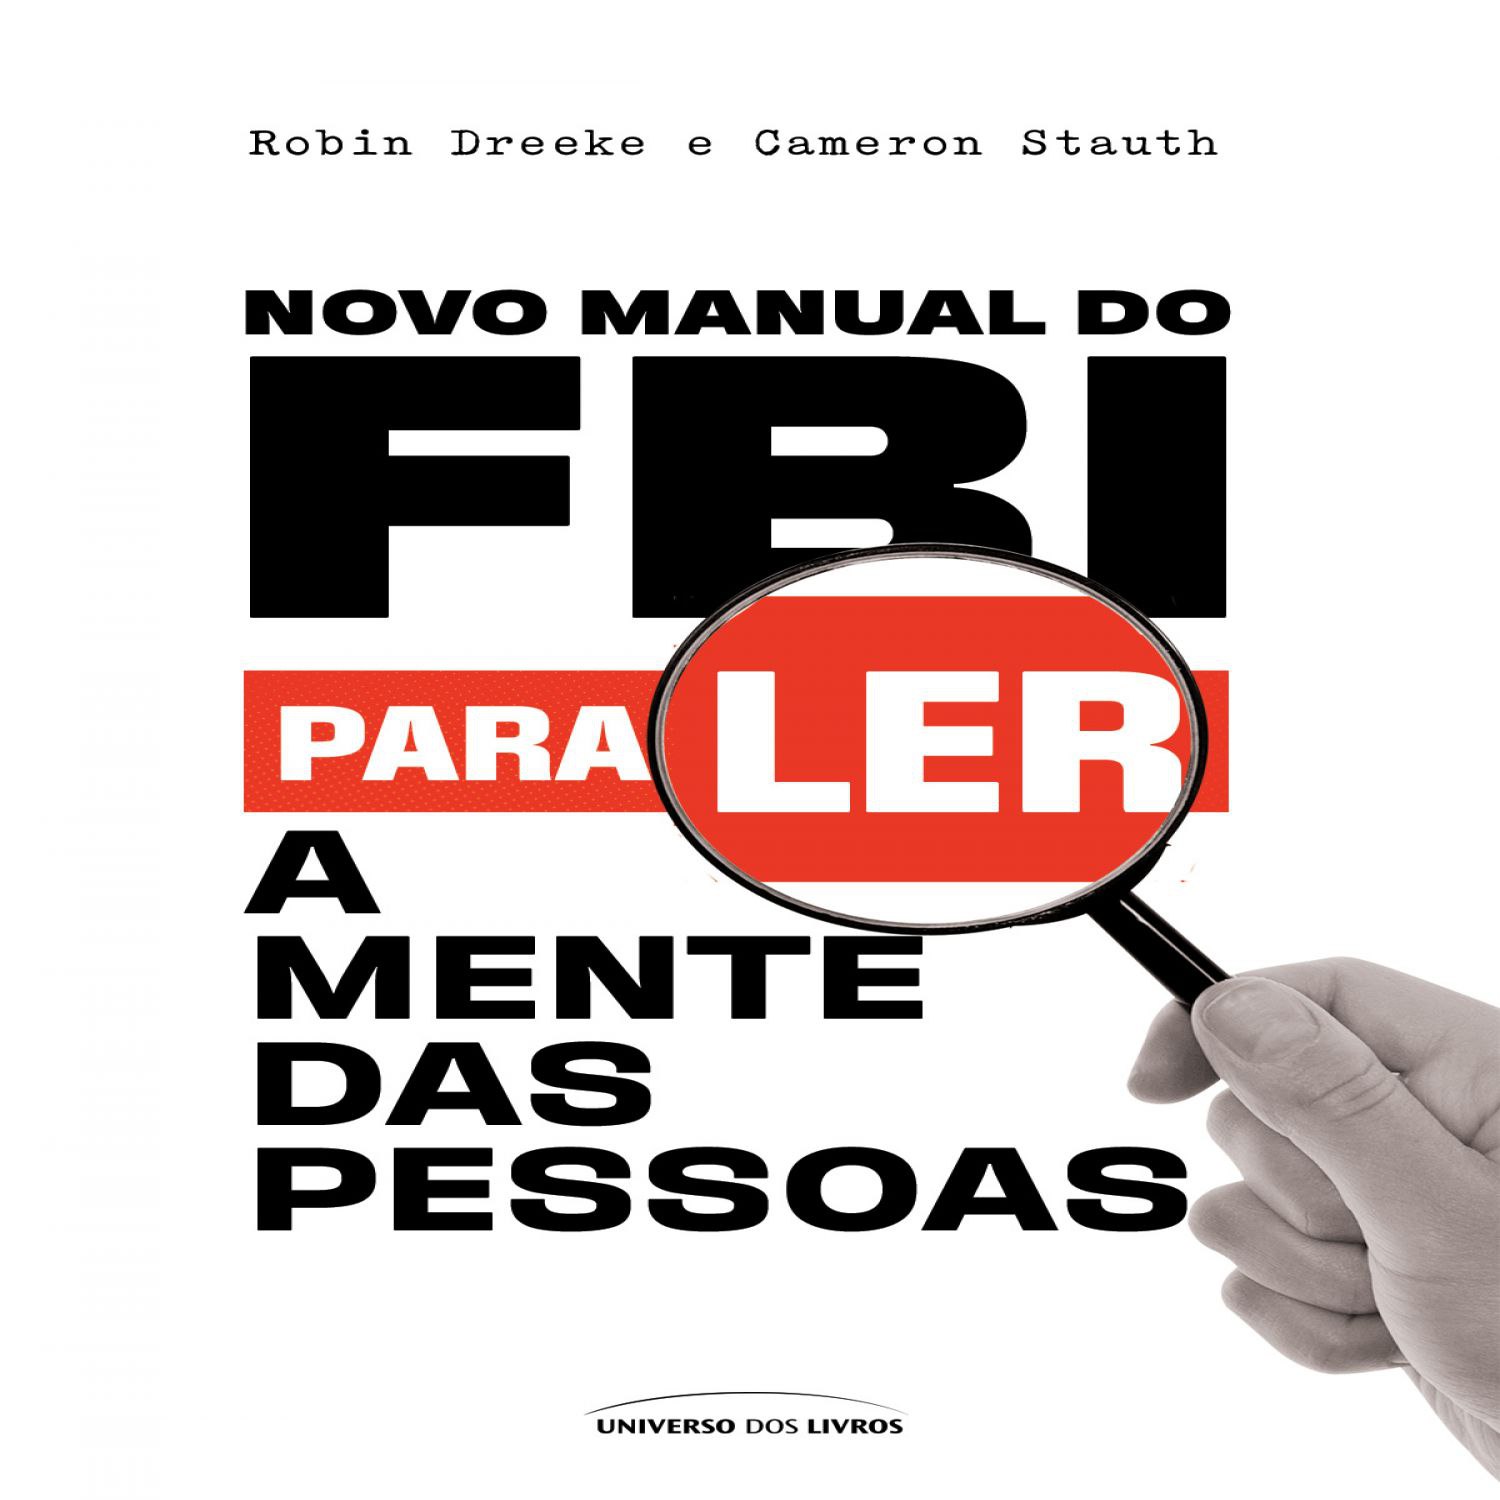 Robin Dreeke e Cameron Stauth
NOVO MANUAL DO
FBI
PARA LER
A
MENTE
DAS
PESSOAS
UNIVERSO DOS LIVROS